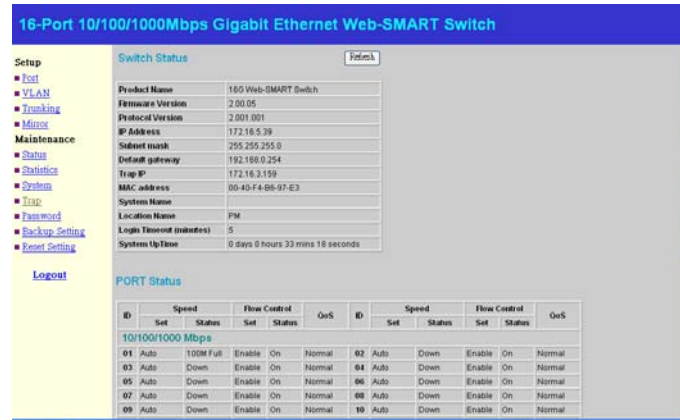 16-Port 10/100/1000Mbps Gigabit Ethernet Web-SMART Switch
Setup
Port
VLAN
Trunking
Mirror
Maintenance
Status
Statistics
System
Trap
Password
Backup Setting
Reset Setting
Logout
Switch Status
Refresh
Product Name 16G Web-SMART Switch
Firmware Version 2.00.05
Protocol Version 2.001.001
IP Address 172.16.5.39
Subnet mask 255.255.255.0
Default gateway 192.168.0.254
Trap IP 172.16.3.159
MAC address 00-40-F4-B6-97-E3
System Name
Location Name PM
Login Timeout (minutes) 5
System UpTime 0 days 0 hours 33 mins 18 seconds
PORT Status
ID Speed Flow Control QoS ID Speed Flow Control QoS
Set Status Set Status Set Status Set Status
10/100/1000 Mbps
01 Auto 100M Full Enable On Normal 02 Auto Down Enable On Normal
03 Auto Down Enable On Normal 04 Auto Down Enable On Normal
05 Auto Down Enable On Normal 06 Auto Down Enable On Normal
07 Auto Down Enable On Normal 08 Auto Down Enable On Normal
09 Auto Down Enable On Normal 10 Auto Down Enable On Normal